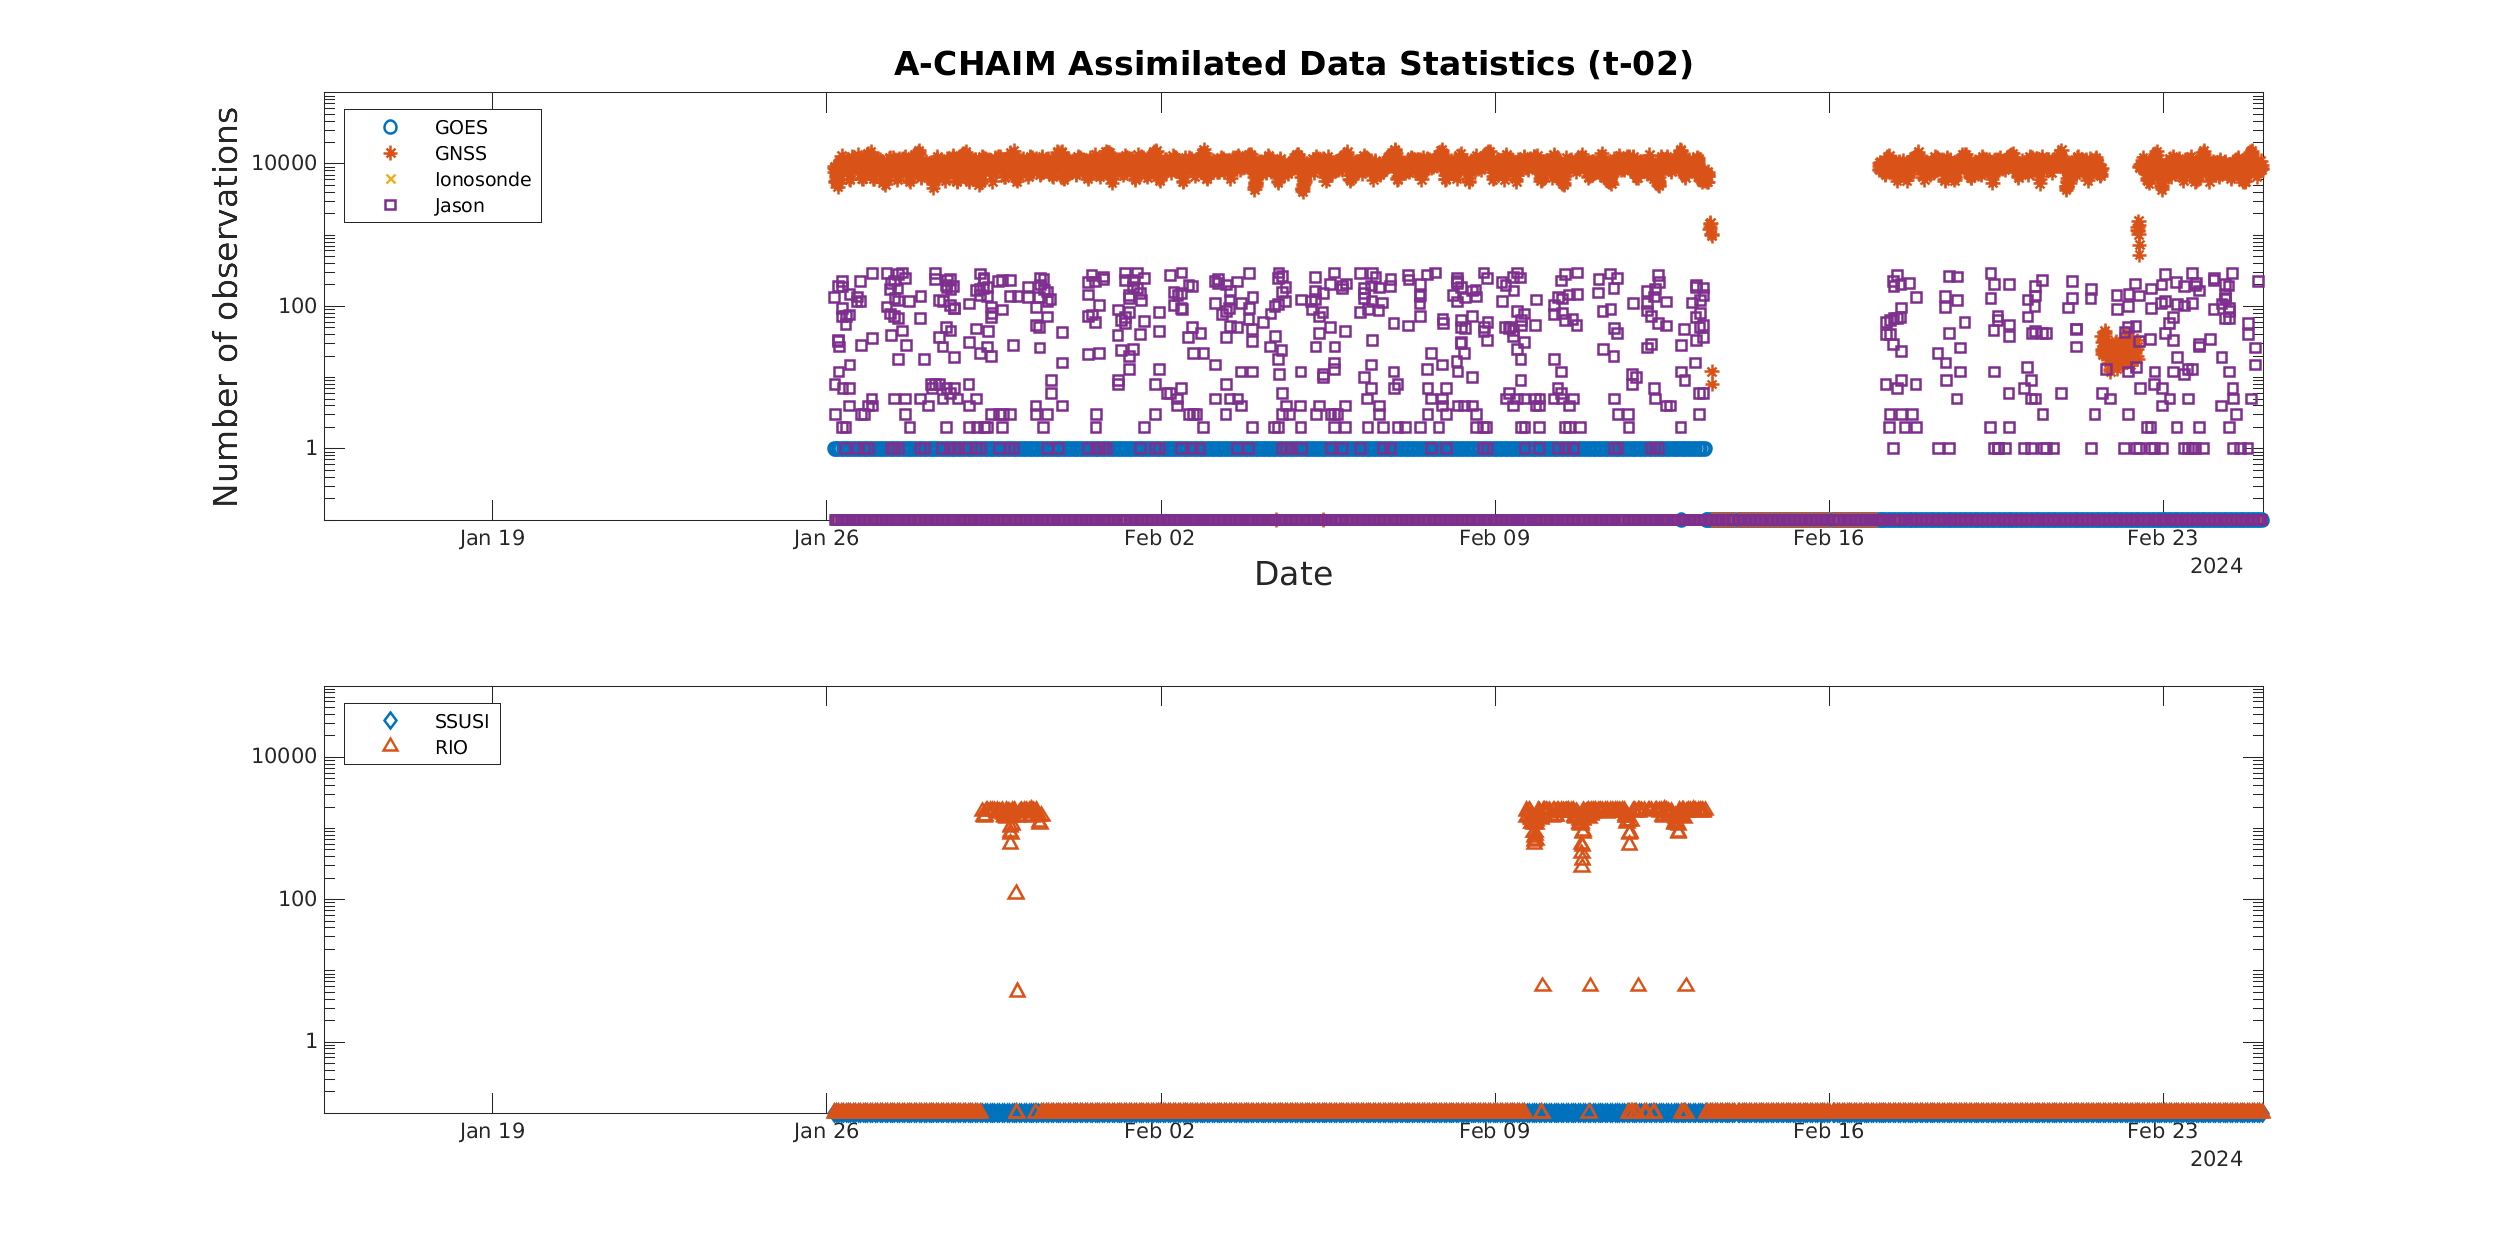 A-CHAIM Assimilated Data Statistics (t-02)
Number of observations
10000
100
1
GOES
GNSS
Ionosonde
Jason
Jan 19
Jan 26
Feb 02
Feb 09
Feb 16
Feb 23
2024
Date
10000
100
1
SSUSI
RIO
Jan 19
Jan 26
Feb 02
Feb 09
Feb 16
Feb 23
2024